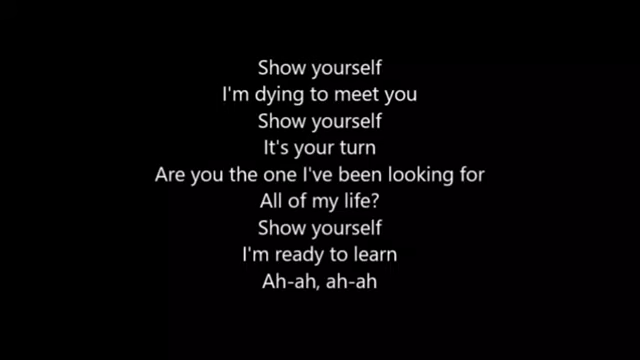 Show yourself
I'm dying to meet you
Show yourself
It's your turn
Are you the one I've been looking for
All of my life?
Show yourself
I'm ready to learn
Ah-ah, ah-ah